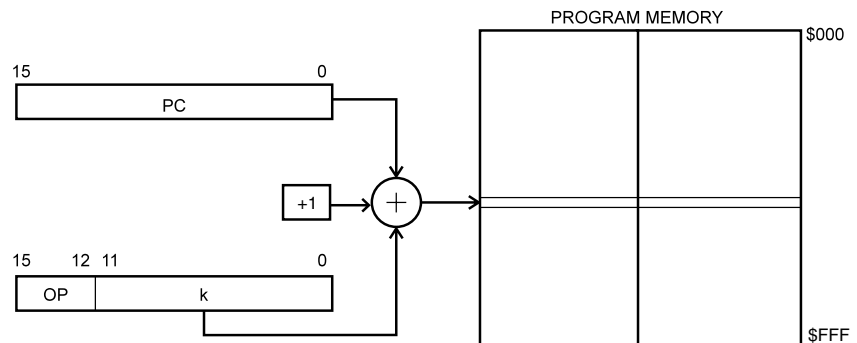 PROGRAM MEMORY
$000
15 0
PC
+1
+
15 12 11 0
OP k
$FFF